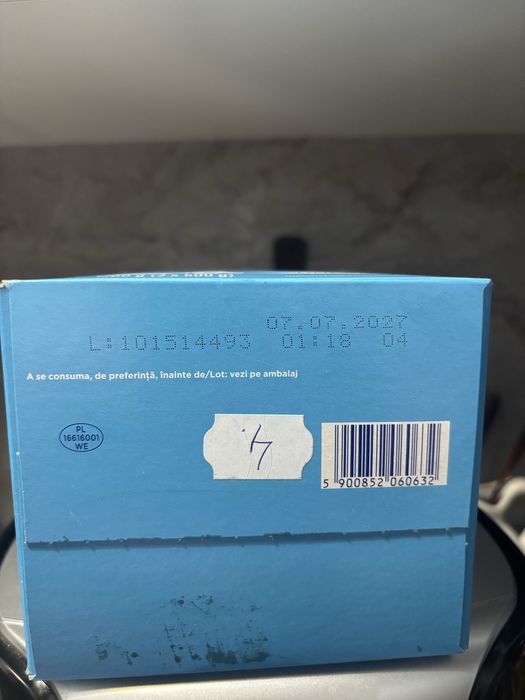 07.07.2027
L:101514493 01:18 04
A se consuma, de preferință, înainte de/Lot: vezi pe ambalaj
PL
16616001
WE
4.
5 900852 060632